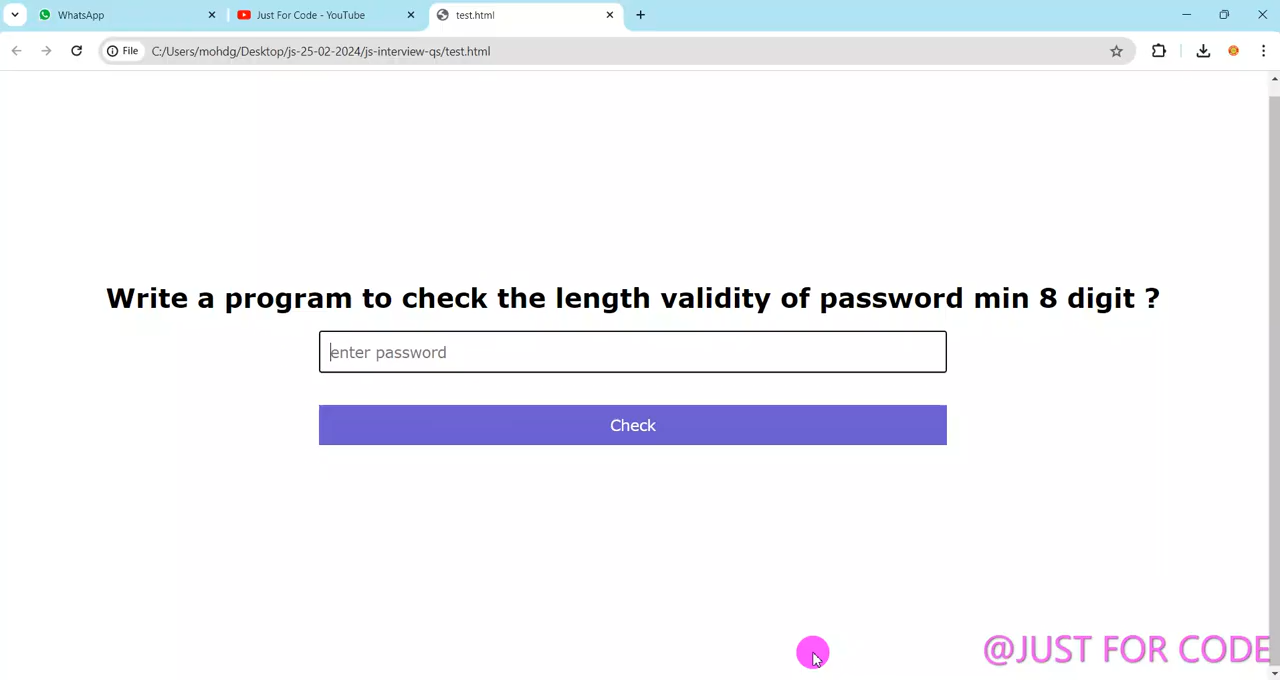 WhatsApp
Just For Code - YouTube
test.html
File
C:/Users/mohdg/Desktop/js-25-02-2024/js-interview-qs/test.html
Write a program to check the length validity of password min 8 digit ?
enter password
Check
@JUST FOR CODE